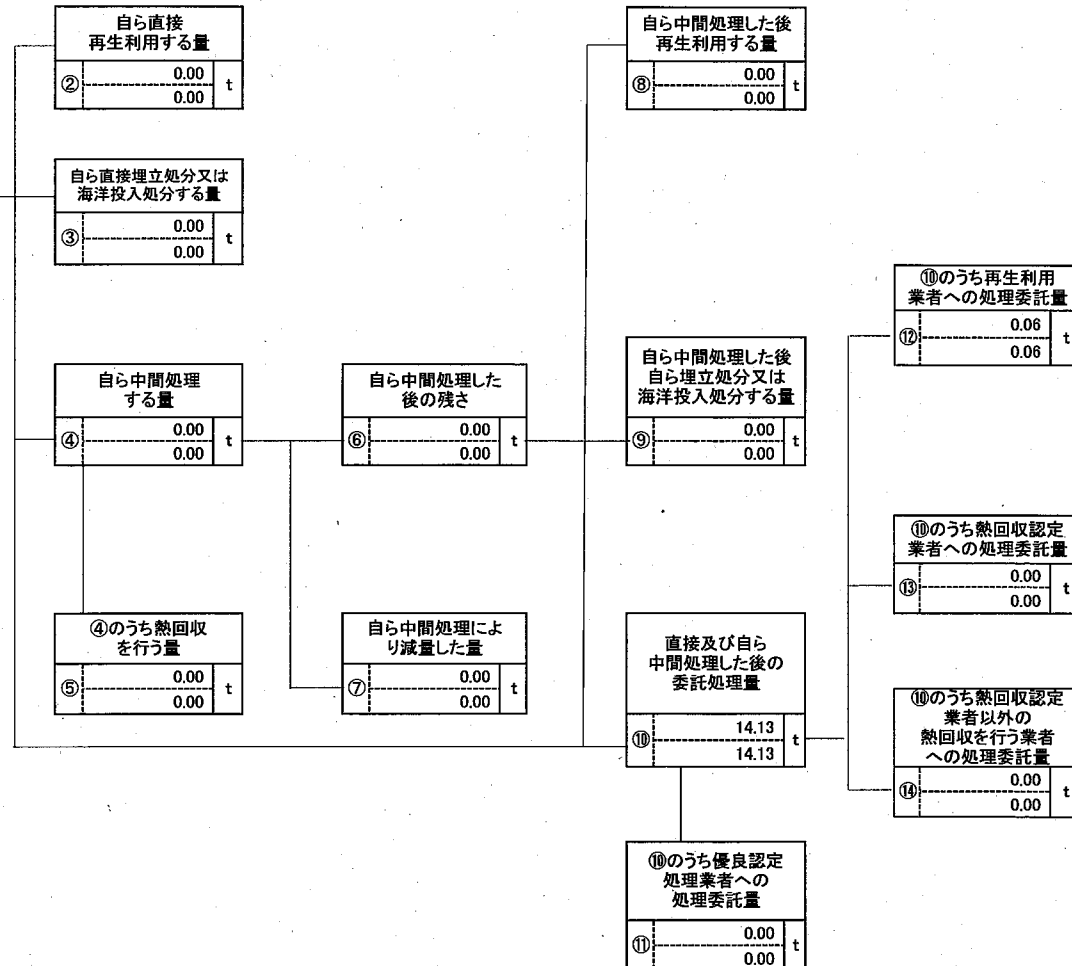 自ら直接
再生利用する量
②
0.00
0.00
t
自ら中間処理した後
再生利用する量
⑧
0.00
0.00
t
自ら直接埋立処分又は
海洋投入処分する量
③
0.00
0.00
t
⑩のうち再生利用
業者への処理委託量
⑫
0.06
0.06
t
自ら中間処理
する量
④
0.00
0.00
t
自ら中間処理した
後の残さ
⑥
0.00
0.00
t
自ら中間処理した後
自ら埋立処分又は
海洋投入処分する量
⑨
0.00
0.00
t
⑩のうち熱回収認定
業者への処理委託量
⑬
0.00
0.00
t
④のうち熱回収
を行う量
⑤
0.00
0.00
t
自ら中間処理によ
り減量した量
⑦
0.00
0.00
t
直接及び自ら
中間処理した後の
委託処理量
⑩
14.13
14.13
t
⑩のうち熱回収認定
業者以外の
熱回収を行う業者
への処理委託量
⑭
0.00
0.00
t
⑩のうち優良認定
処理業者への
処理委託量
⑪
0.00
0.00
t